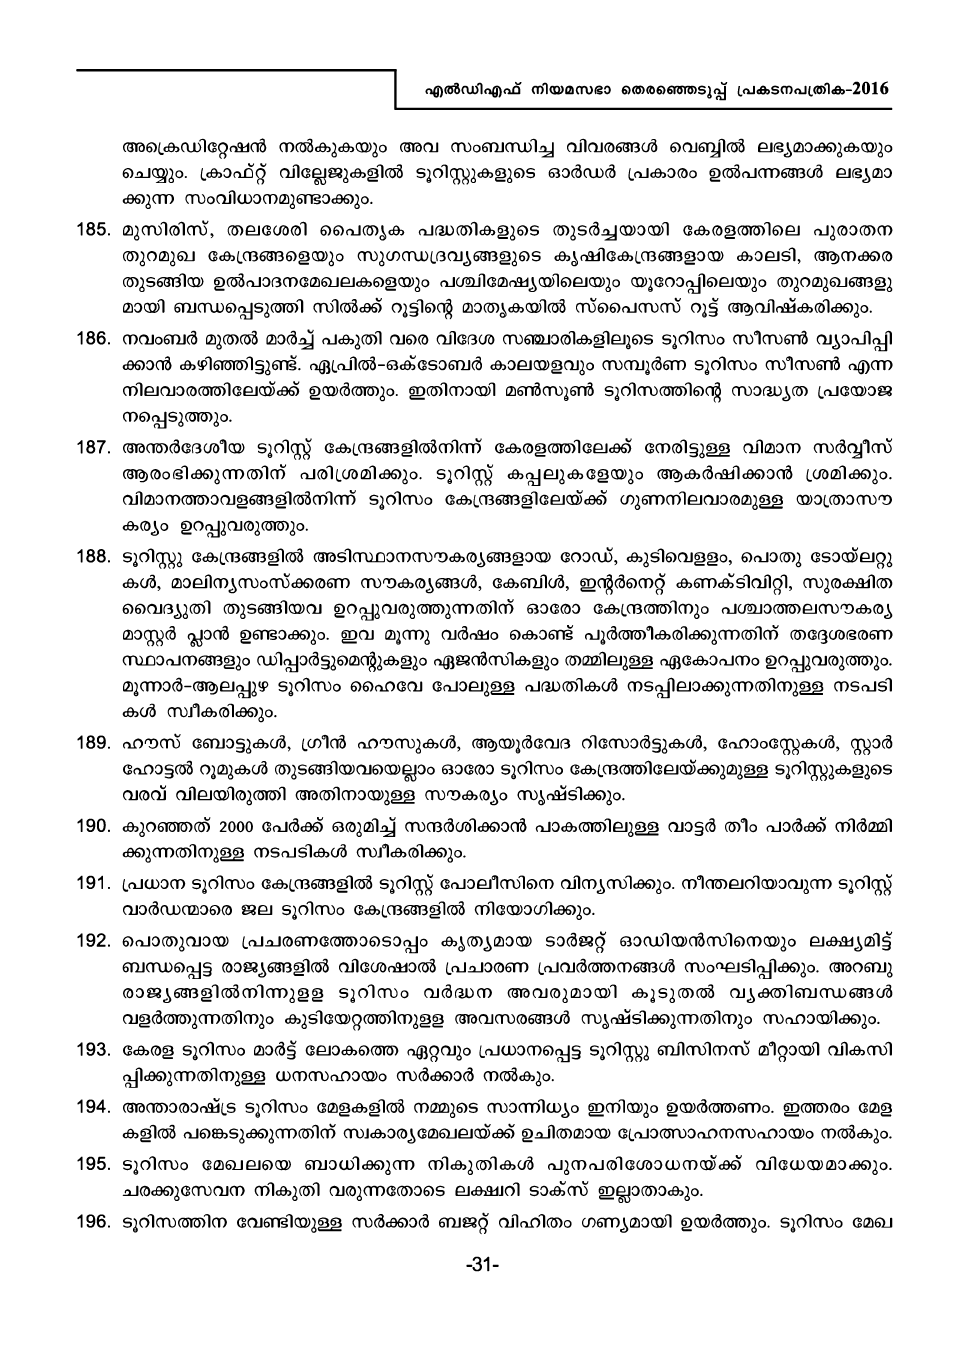 എൽഡിഎഫ് നിയമസഭാ തെരഞ്ഞെടുപ്പ് പ്രകടനപത്രിക-2016
അക്രെഡിറ്റേഷൻ നൽകുകയും അവ സംബന്ധിച്ച വിവരങ്ങൾ വെബ്ബിൽ ലഭ്യമാക്കുകയും
ചെയ്യും. ക്രാഫ്റ്റ് വില്ലേജുകളിൽ ടൂറിസ്റ്റുകളുടെ ഓർഡർ പ്രകാരം ഉൽപന്നങ്ങൾ ലഭ്യമാ
ക്കുന്ന സംവിധാനമുണ്ടാക്കും.
185. മുസിരിസ്, തലശേരി പൈതൃക പദ്ധതികളുടെ തുടർച്ചയായി കേരളത്തിലെ പുരാതന
തുറമുഖ കേന്ദ്രങ്ങളെയും സുഗന്ധദ്രവ്യങ്ങളുടെ കൃഷികേന്ദ്രങ്ങളായ കാലടി, ആനക്കര
തുടങ്ങിയ ഉൽപാദനമേഖലകളെയും പശ്ചിമേഷ്യയിലെയും യൂറോപ്പിലെയും തുറമുഖങ്ങളു
മായി ബന്ധപ്പെടുത്തി സിൽക്ക് റൂട്ടിന്റെ മാതൃകയിൽ സ്പൈസസ് റൂട്ട് ആവിഷ്കരിക്കും.
186. നവംബർ മുതൽ മാർച്ച് പകുതി വരെ വിദേശ സഞ്ചാരികളിലൂടെ ടൂറിസം സീസൺ വ്യാപിപ്പി
ക്കാൻ കഴിഞ്ഞിട്ടുണ്ട്. ഏപ്രിൽ-ഒക്ടോബർ കാലയളവും സമ്പൂർണ ടൂറിസം സീസൺ എന്ന
നിലവാരത്തിലേയ്ക്ക് ഉയർത്തും. ഇതിനായി മൺസൂൺ ടൂറിസത്തിന്റെ സാദ്ധ്യത പ്രയോജ
നപ്പെടുത്തും.
187. അന്തർദേശീയ ടൂറിസ്റ്റ് കേന്ദ്രങ്ങളിൽനിന്ന് കേരളത്തിലേക്ക് നേരിട്ടുള്ള വിമാന സർവ്വീസ്
ആരംഭിക്കുന്നതിന് പരിശ്രമിക്കും. ടൂറിസ്റ്റ് കപ്പലുകളേയും ആകർഷിക്കാൻ ശ്രമിക്കും.
വിമാനത്താവളങ്ങളിൽനിന്ന് ടൂറിസം കേന്ദ്രങ്ങളിലേയ്ക്ക് ഗുണനിലവാരമുള്ള യാത്രാസൗ
കര്യം ഉറപ്പുവരുത്തും.
188. ടൂറിസ്റ്റു കേന്ദ്രങ്ങളിൽ അടിസ്ഥാനസൗകര്യങ്ങളായ റോഡ്, കുടിവെളളം, പൊതു ടോയ്ലറ്റു
കൾ, മാലിന്യസംസ്ക്കരണ സൗകര്യങ്ങൾ, കേബിൾ, ഇന്റർനെറ്റ് കണക്ടിവിറ്റി, സുരക്ഷിത
വൈദ്യുതി തുടങ്ങിയവ ഉറപ്പുവരുത്തുന്നതിന് ഓരോ കേന്ദ്രത്തിനും പശ്ചാത്തലസൗകര്യ
മാസ്റ്റർ പ്ലാൻ ഉണ്ടാക്കും. ഇവ മൂന്നു വർഷം കൊണ്ട് പൂർത്തീകരിക്കുന്നതിന് തദ്ദേശഭരണ
സ്ഥാപനങ്ങളും ഡിപ്പാർട്ടുമെന്റുകളും ഏജൻസികളും തമ്മിലുള്ള ഏകോപനം ഉറപ്പുവരുത്തും.
മൂന്നാർ-ആലപ്പുഴ ടൂറിസം ഹൈവേ പോലുള്ള പദ്ധതികൾ നടപ്പിലാക്കുന്നതിനുള്ള നടപടി
കൾ സ്വീകരിക്കും.
189. ഹൗസ് ബോട്ടുകൾ, ഗ്രീൻ ഹൗസുകൾ, ആയൂർവേദ റിസോർട്ടുകൾ, ഹോംസ്റ്റേകൾ, സ്റ്റാർ
ഹോട്ടൽ റൂമുകൾ തുടങ്ങിയവയെല്ലാം ഓരോ ടൂറിസം കേന്ദ്രത്തിലേയ്ക്കുമുള്ള ടൂറിസ്റ്റുകളുടെ
വരവ് വിലയിരുത്തി അതിനായുള്ള സൗകര്യം സൃഷ്ടിക്കും.
190. കുറഞ്ഞത് 2000 പേർക്ക് ഒരുമിച്ച് സന്ദർശിക്കാൻ പാകത്തിലുള്ള വാട്ടർ തീം പാർക്ക് നിർമ്മി
ക്കുന്നതിനുള്ള നടപടികൾ സ്വീകരിക്കും.
191. പ്രധാന ടൂറിസം കേന്ദ്രങ്ങളിൽ ടൂറിസ്റ്റ് പോലീസിനെ വിന്യസിക്കും. നീന്തലറിയാവുന്ന ടൂറിസ്റ്റ്
വാർഡന്മാരെ ജല ടൂറിസം കേന്ദ്രങ്ങളിൽ നിയോഗിക്കും.
192. പൊതുവായ പ്രചരണത്തോടൊപ്പം കൃത്യമായ ടാർജറ്റ് ഓഡിയൻസിനെയും ലക്ഷ്യമിട്ട്
ബന്ധപ്പെട്ട രാജ്യങ്ങളിൽ വിശേഷാൽ പ്രചാരണ പ്രവർത്തനങ്ങൾ സംഘടിപ്പിക്കും. അറബു
രാജ്യങ്ങളിൽനിന്നുളള ടൂറിസം വർദ്ധന അവരുമായി കൂടുതൽ വ്യക്തിബന്ധങ്ങൾ
വളർത്തുന്നതിനും കുടിയേറ്റത്തിനുളള അവസരങ്ങൾ സൃഷ്ടിക്കുന്നതിനും സഹായിക്കും.
193. കേരള ടൂറിസം മാർട്ട് ലോകത്തെ ഏറ്റവും പ്രധാനപ്പെട്ട ടൂറിസ്റ്റു ബിസിനസ് മീറ്റായി വികസി
പ്പിക്കുന്നതിനുള്ള ധനസഹായം സർക്കാർ നൽകും.
194. അന്താരാഷ്ട്ര ടൂറിസം മേളകളിൽ നമ്മുടെ സാന്നിധ്യം ഇനിയും ഉയർത്തണം. ഇത്തരം മേള
കളിൽ പങ്കെടുക്കുന്നതിന് സ്വകാര്യമേഖലയ്ക്ക് ഉചിതമായ പ്രോത്സാഹനസഹായം നൽകും.
195. ടൂറിസം മേഖലയെ ബാധിക്കുന്ന നികുതികൾ പുനപരിശോധനയ്ക്ക് വിധേയമാക്കും.
ചരക്കുസേവന നികുതി വരുന്നതോടെ ലക്ഷ്വറി ടാക്സ് ഇല്ലാതാകും.
196. ടൂറിസത്തിന വേണ്ടിയുള്ള സർക്കാർ ബജറ്റ് വിഹിതം ഗണ്യമായി ഉയർത്തും. ടൂറിസം മേഖ
-31-